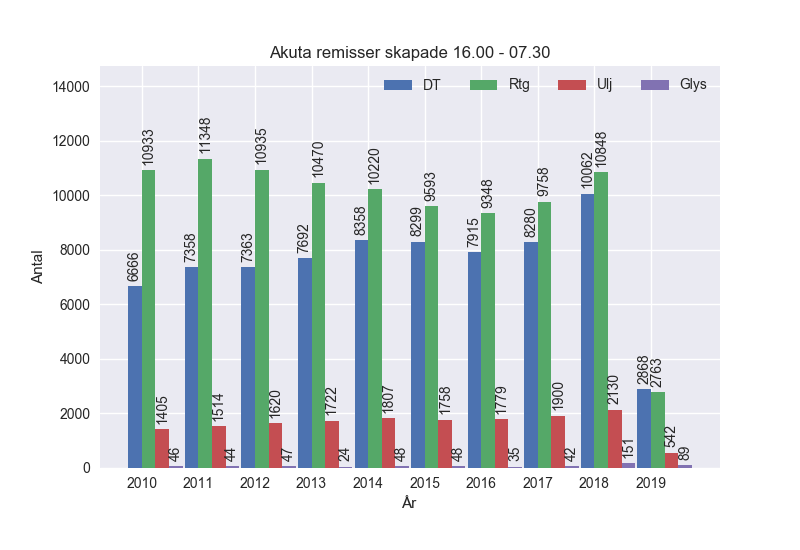 Akuta remisser skapade 16.00 - 07.30
DT Rtg Ulj Glys
14000
12000
10000
8000
6000
4000
2000
0
Antal
6666 10933 1405 46
7358 11348 1514 44
7363 10935 1620 47
7692 10470 1722 24
8358 10220 1807 48
8299 9593 1758 48
7915 9348 1779 35
8280 9758 1900 42
10062 10848 2130 151
2868 2763 542 89
2010 2011 2012 2013 2014 2015 2016 2017 2018 2019
År